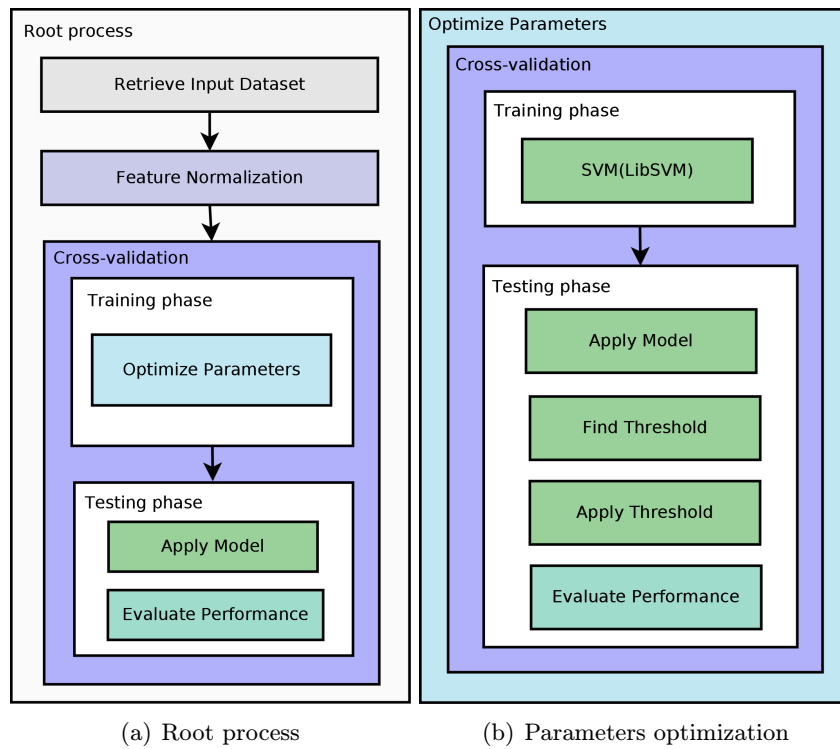 Root process
Retrieve Input Dataset
Feature Normalization
Cross-validation
Training phase
Optimize Parameters
Testing phase
Apply Model
Evaluate Performance
(a) Root process
Optimize Parameters
Cross-validation
Training phase
SVM(LibSVM)
Testing phase
Apply Model
Find Threshold
Apply Threshold
Evaluate Performance
(b) Parameters optimization